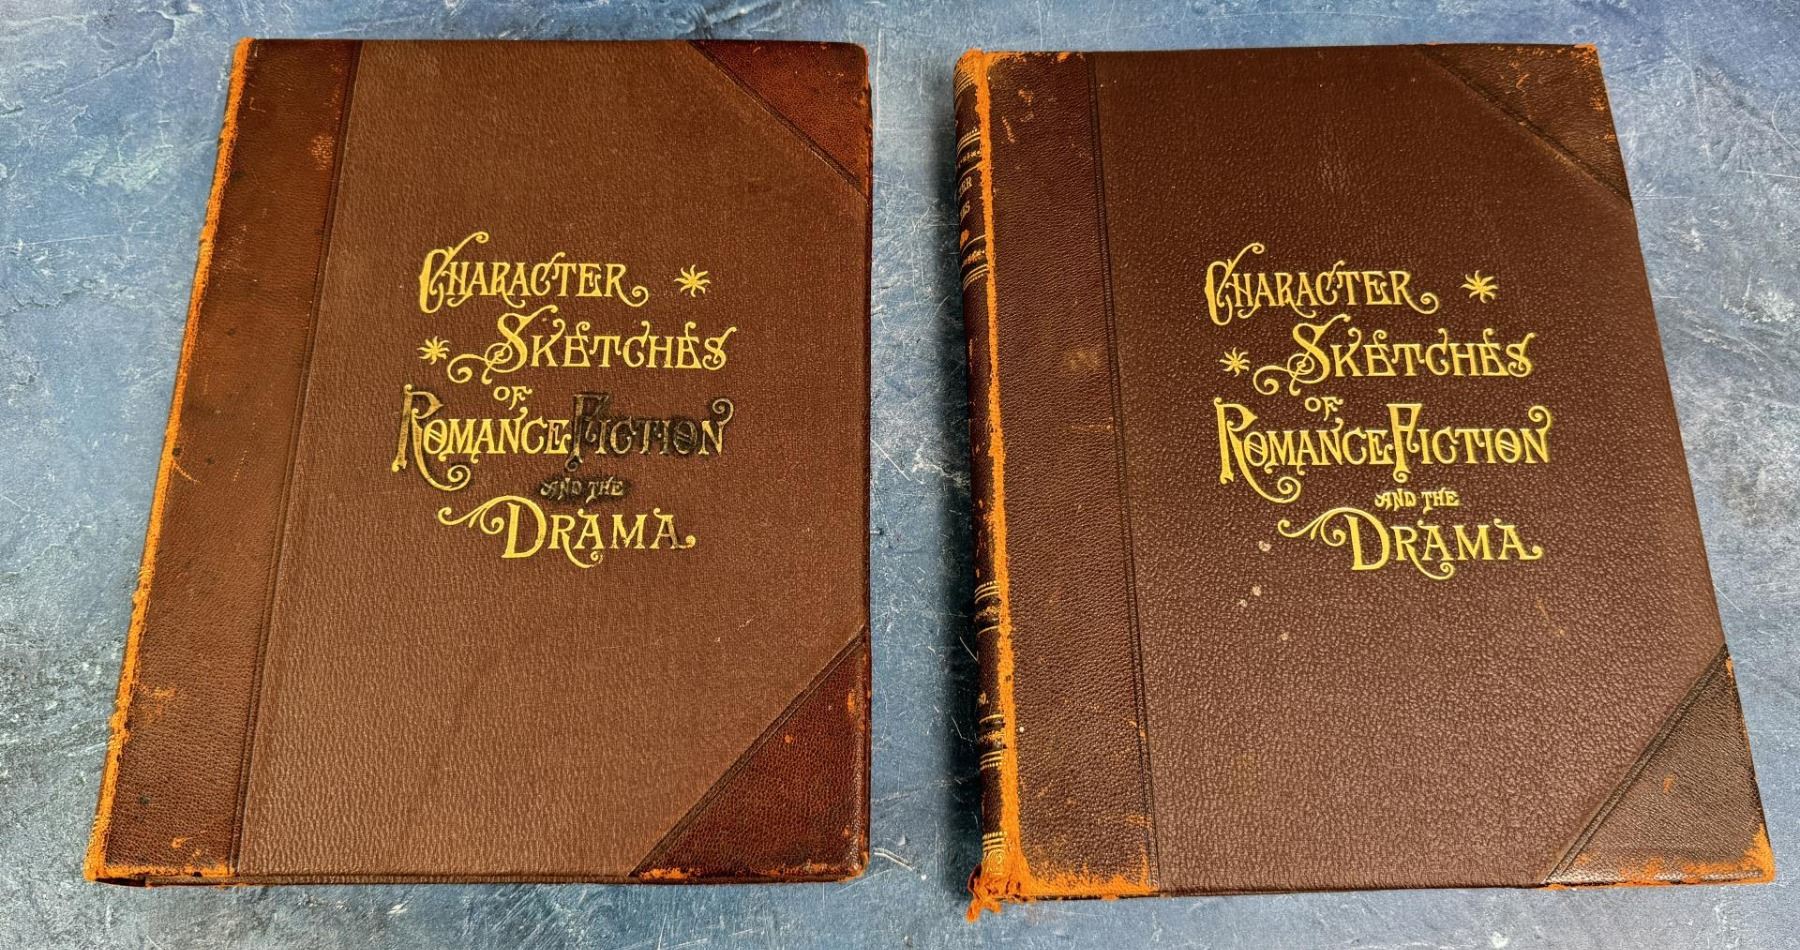 CHARACTER
SKETCHES
OF
ROMANCE FICTION
AND THE
DRAMA
CHARACTER
SKETCHES
OF
ROMANCE FICTION
AND THE
DRAMA